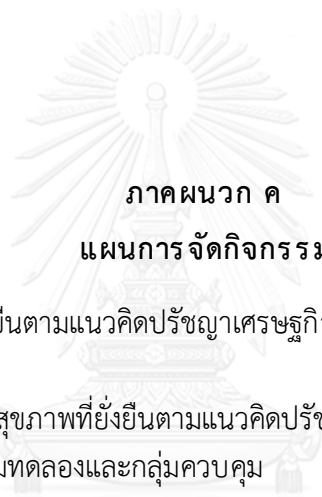 ภาคผนวก ค
แผนการจัดกิจกรรม
ยืนตามแนวคิดปรัชญาเศรษฐกิ
สุขภาพที่ยั่งยืนตามแนวคิดปรัช
มทดลองและกลุ่มควบคุม